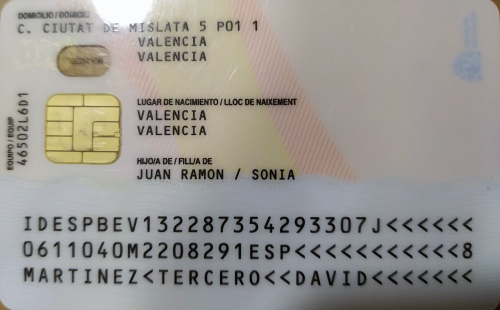 DOMICILIO / DOMICILI
C. CIUTAT DE MISLATA 5 P01 1
VALENCIA
VALENCIA
LUGAR DE NACIMIENTO / LLOC DE NAIXEMENT
VALENCIA
VALENCIA
HIJO/A DE / FILL/A DE
JUAN RAMON / SONIA
EQUIPO / EQUIP
46502L6D1
IDESPBEV132287354293307J<<<<<<
0611040M2208291ESP<<<<<<<<<<<8
MARTINEZ<TERCERO<<DAVID<<<<<<<